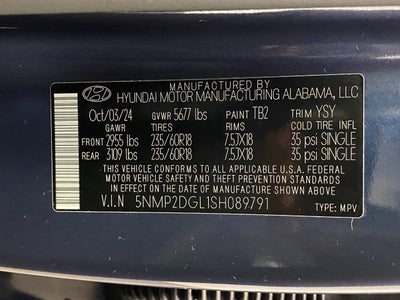 MANUFACTURED BY
HYUNDAI MOTOR MANUFACTURING ALABAMA, LLC
Oct/03/24 GVWR 5677 lbs PAINT TB2 TRIM YSY
GAWR TIRES RIMS COLD TIRE INFL
FRONT 2955 lbs 235/60R18 7.5JX18 35 psi SINGLE
REAR 3109 lbs 235/60R18 7.5JX18 35 psi SINGLE
THIS VEHICLE CONFORMS TO ALL APPLICABLE U.S.A. FEDERAL
MOTOR VEHICLE SAFETY AND THEFT PREVENTION STANDARDS
IN EFFECT ON THE DATE OF MANUFACTURE SHOWN ABOVE.
V.I.N 5NMP2DGL1SH089791 TYPE: MPV